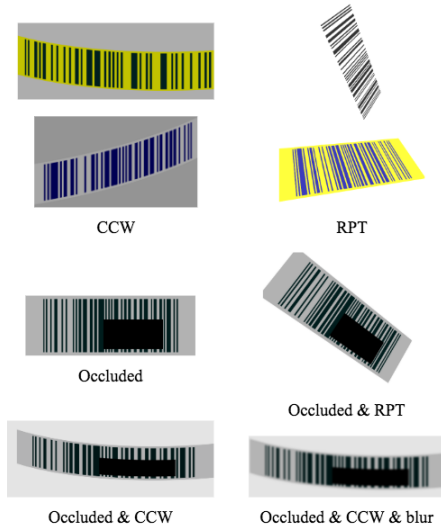 CCW
RPT
Occluded
Occluded & RPT
Occluded & CCW
Occluded & CCW & blur